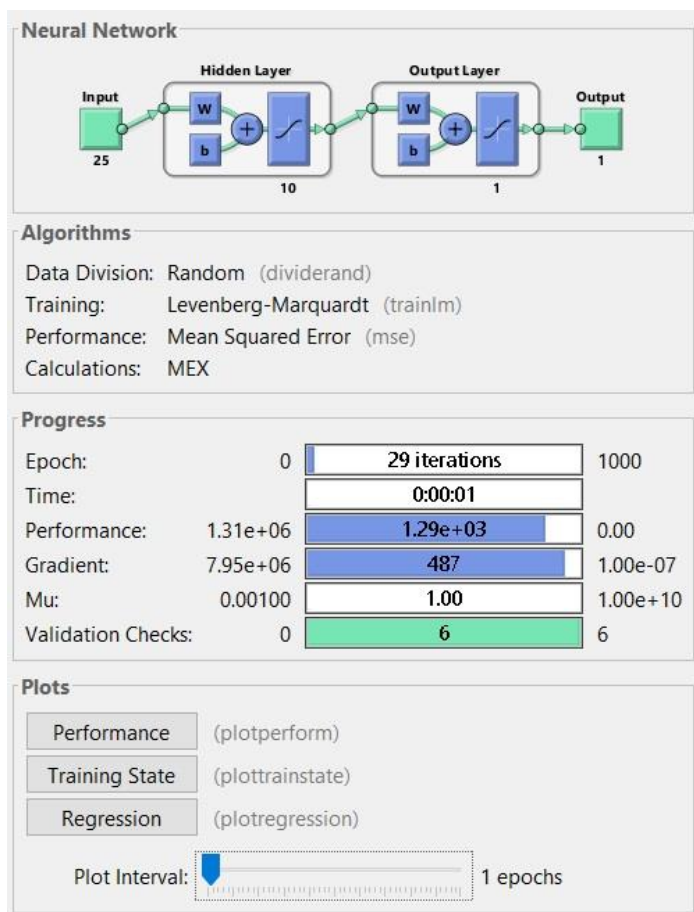 Neural Network
Hidden Layer Output Layer
Input Output
W W
b b
25 1
10 1
Algorithms
Data Division: Random (dividerand)
Training: Levenberg-Marquardt (trainlm)
Performance: Mean Squared Error (mse)
Calculations: MEX
Progress
Epoch: 0 29 iterations 1000
Time: 0:00:01
Performance: 1.31e+06 1.29e+03 0.00
Gradient: 7.95e+06 487 1.00e-07
Mu: 0.00100 1.00 1.00e+10
Validation Checks: 0 6 6
Plots
Performance (plotperform)
Training State (plottrainstate)
Regression (plotregression)
Plot Interval: 1 epochs